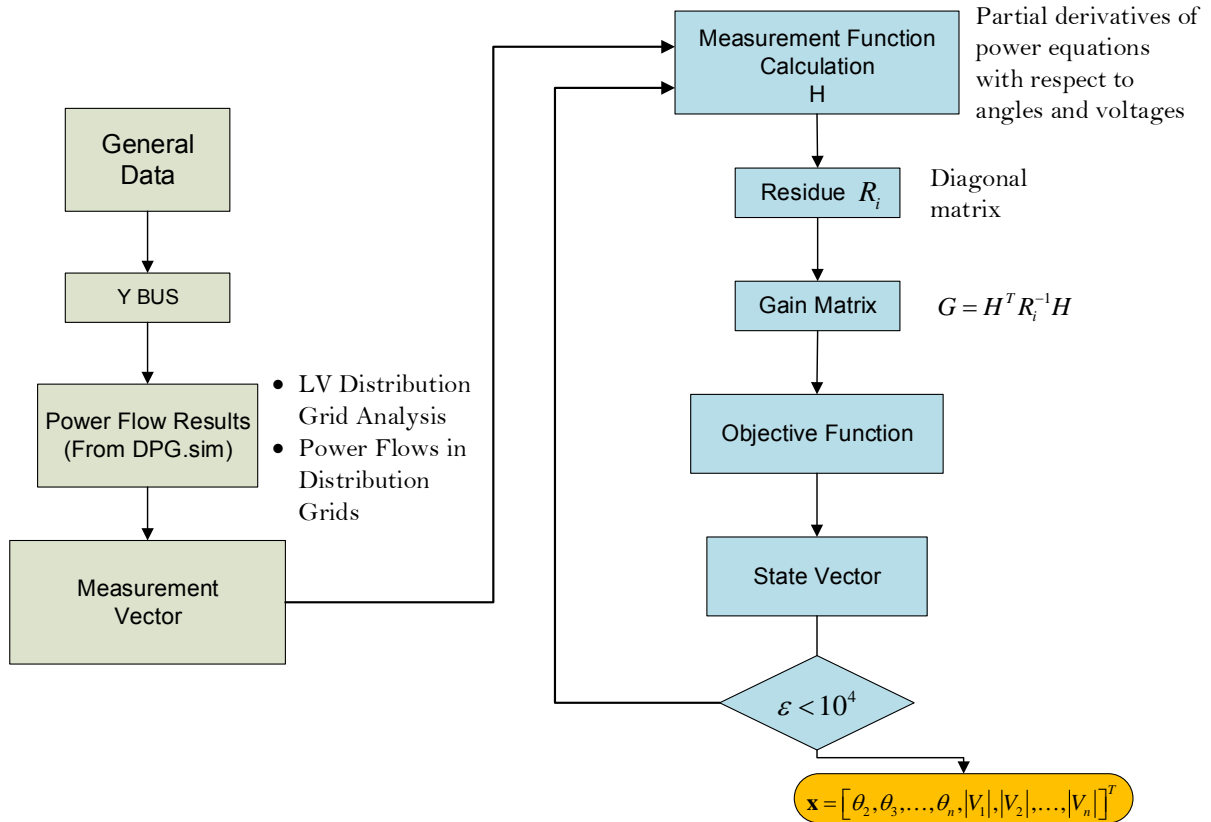 General
Data
Y BUS
Power Flow Results
(From DPG.sim)
• LV Distribution
Grid Analysis
• Power Flows in
Distribution
Grids
Measurement
Vector
Measurement Function
Calculation
H
Partial derivatives of
power equations
with respect to
angles and voltages
Residue R_i
Diagonal
matrix
Gain Matrix
G = H^T R_i^{-1} H
Objective Function
State Vector
ε < 10^4
x = [θ_2, θ_3, ..., θ_n, |V_1|, |V_2|, ..., |V_n|]^T